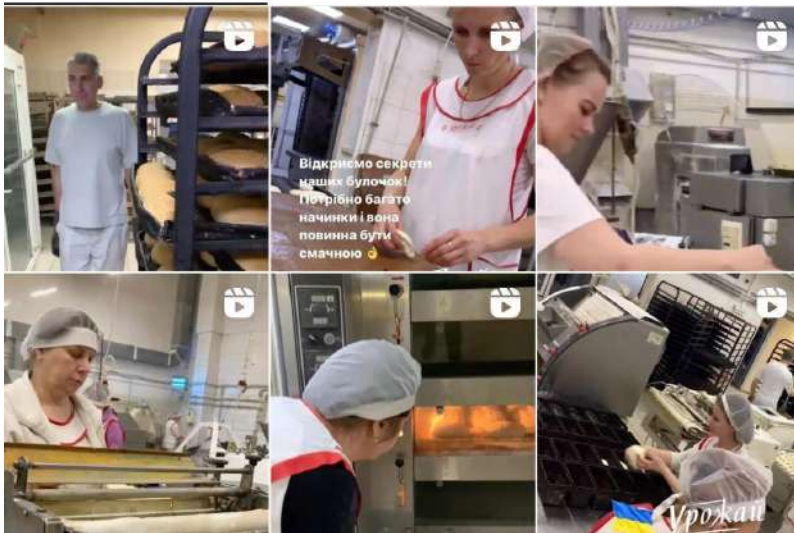 Відкриємо секрети
наших булочок!
Потрібно багато
начинки і вона
повинна бути
смачною 👌
Урожай